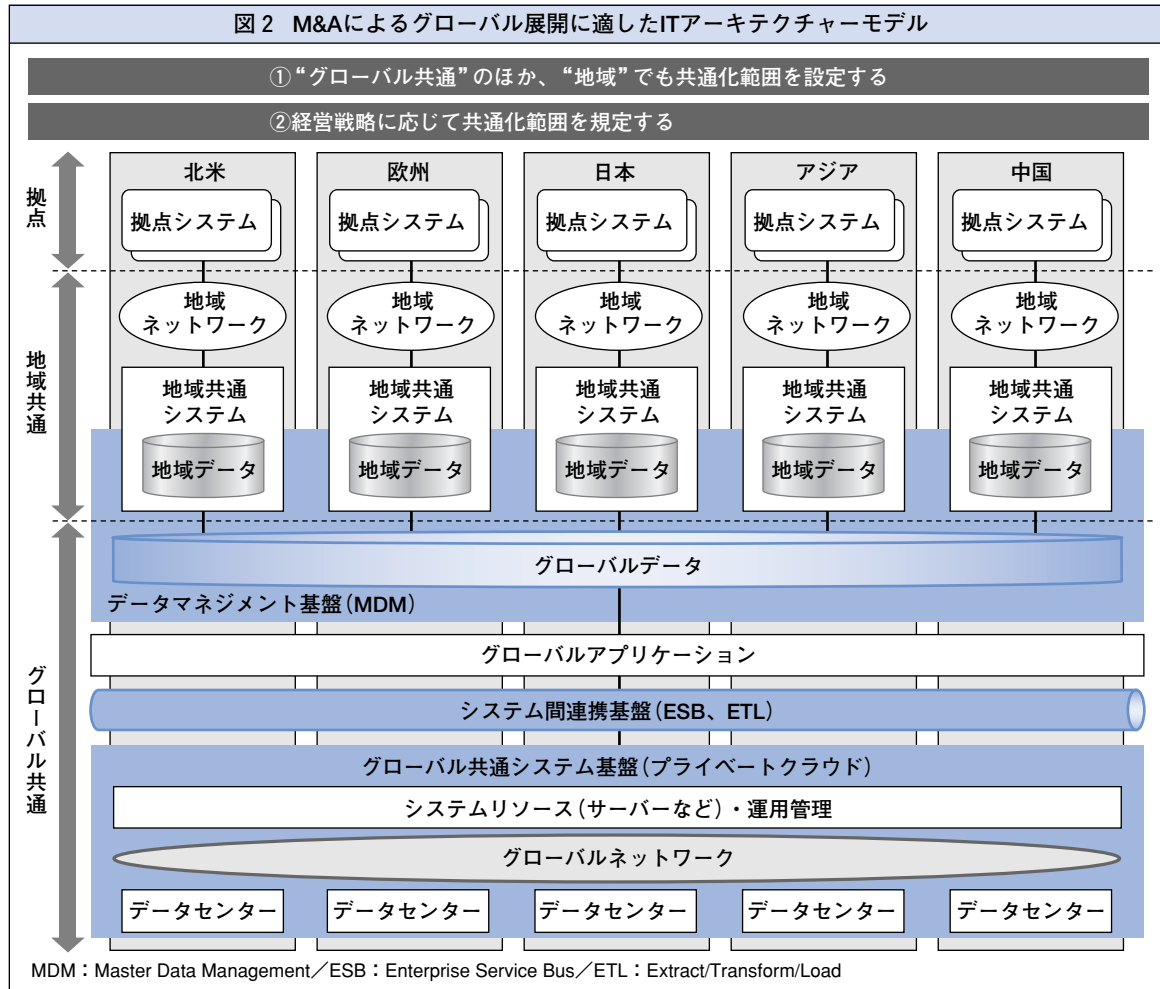 図2 M&Aによるグローバル展開に適したITアーキテクチャーモデル
①“グローバル共通”のほか、“地域”でも共通化範囲を設定する
②経営戦略に応じて共通化範囲を規定する
拠点
北米 欧州 日本 アジア 中国
拠点システム 拠点システム 拠点システム 拠点システム 拠点システム
地域共通
地域 地域 地域 地域 地域
ネットワーク ネットワーク ネットワーク ネットワーク ネットワーク
地域共通 地域共通 地域共通 地域共通 地域共通
システム システム システム システム システム
地域データ 地域データ 地域データ 地域データ 地域データ
グローバル共通
グローバルデータ
データマネジメント基盤(MDM)
グローバルアプリケーション
システム間連携基盤(ESB、ETL)
グローバル共通システム基盤(プライベートクラウド)
システムリソース(サーバーなど)・運用管理
グローバルネットワーク
データセンター データセンター データセンター データセンター データセンター
MDM：Master Data Management／ESB：Enterprise Service Bus／ETL：Extract/Transform/Load